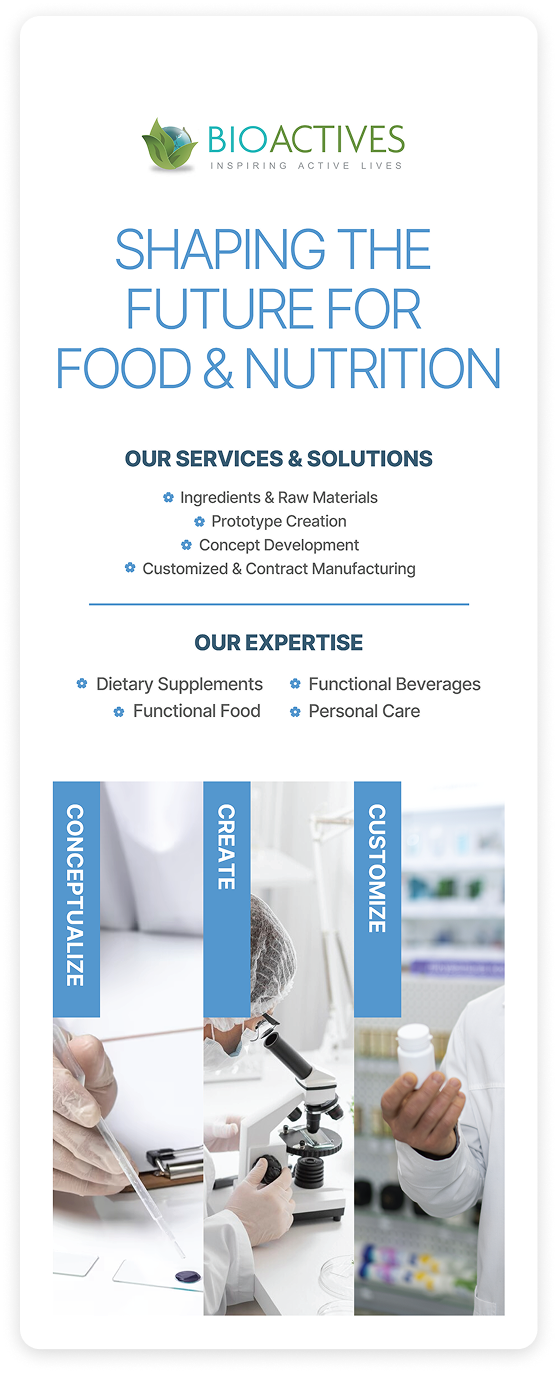 BIOACTIVES
INSPIRING ACTIVE LIVES
SHAPING THE
FUTURE FOR
FOOD & NUTRITION
OUR SERVICES & SOLUTIONS
Ingredients & Raw Materials
Prototype Creation
Concept Development
Customized & Contract Manufacturing
OUR EXPERTISE
Dietary Supplements
Functional Beverages
Functional Food
Personal Care
CONCEPTUALIZE
CREATE
CUSTOMIZE